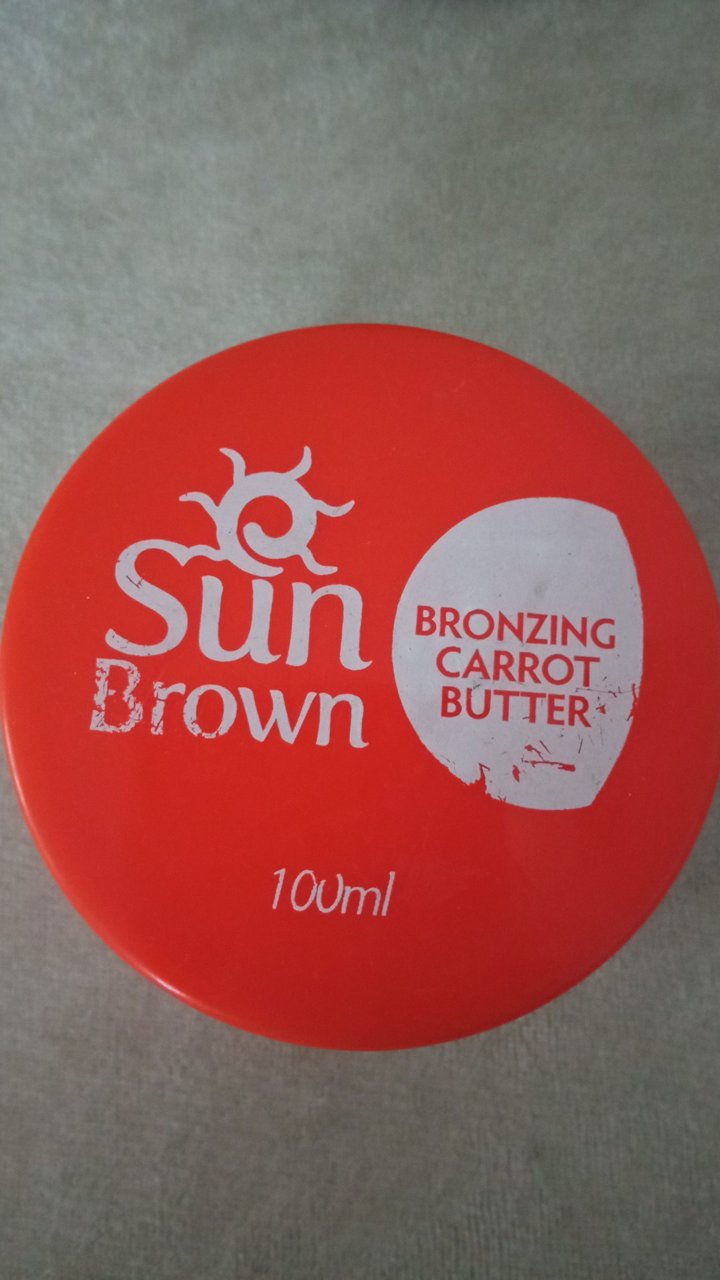 Sun
Brown
BRONZING
CARROT
BUTTER
100ml